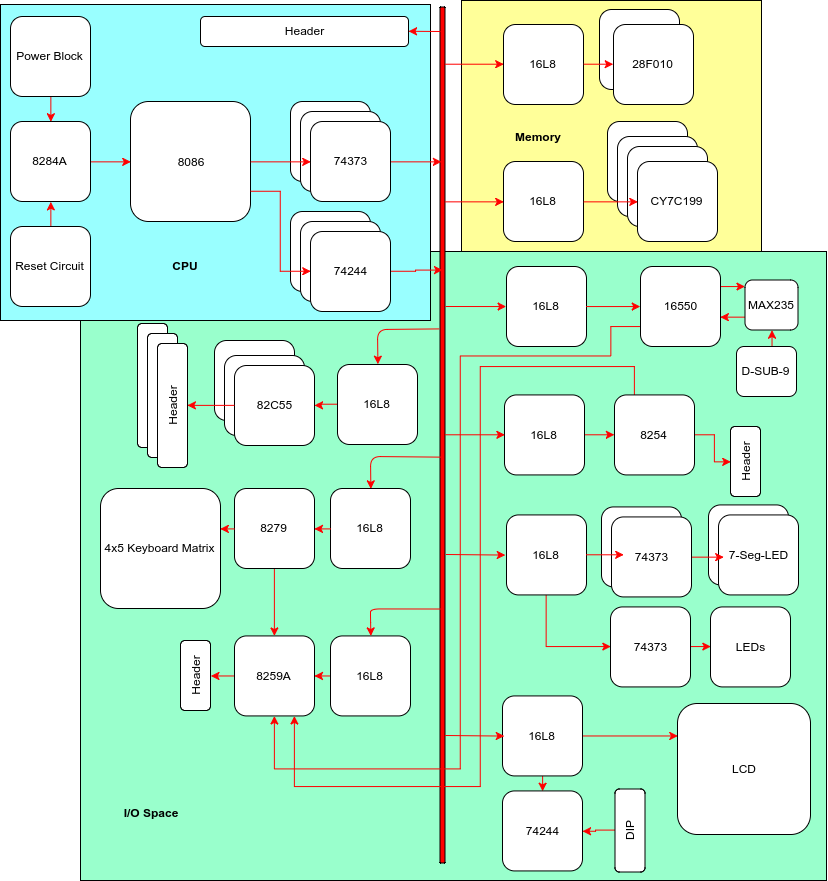 Power Block
Header
8284A
8086
74373
Reset Circuit
CPU
74244
16L8
28F010
Memory
16L8
CY7C199
16L8
16550
MAX235
D-SUB-9
Header
82C55
16L8
16L8
8254
Header
4x5 Keyboard Matrix
8279
16L8
16L8
74373
7-Seg-LED
Header
8259A
16L8
74373
LEDs
16L8
LCD
74244
DIP
I/O Space